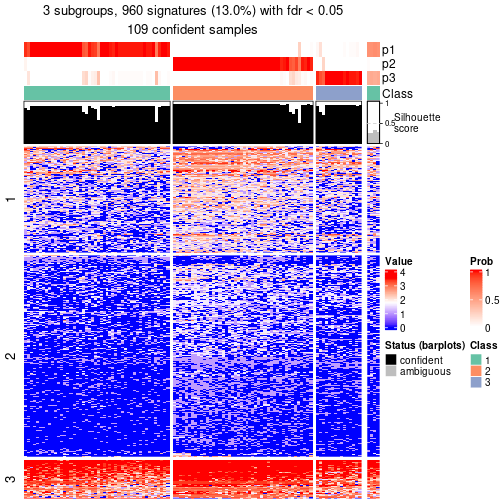 3 subgroups, 960 signatures (13.0%) with fdr < 0.05
109 confident samples
p1
p2
p3
Class
1
0.5
0
Silhouette
score
1
2
3
Value
4
3
2
1
0
Prob
1
0.5
0
Status (barplots)
confident
ambiguous
Class
1
2
3